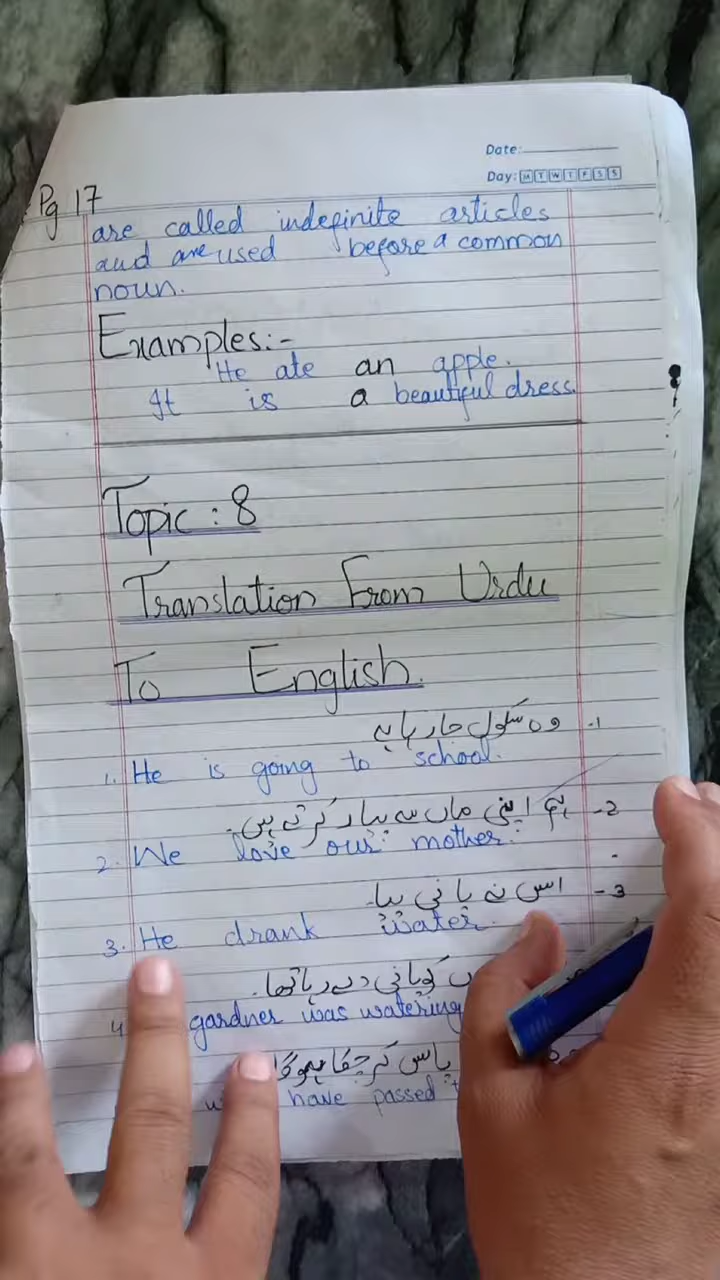 Date:
Day: M T W T F S S
Pg 17
are called indefinite articles
and are used before a common
noun.
Examples:-
He ate an apple.
It is a beautiful dress.
Topic : 8
Translation From Urdu
To English.
1- وہ سکول جا رہا ہے
1. He is going to school.
2- ہم اپنی ماں سے پیار کرتے ہیں۔
2. We love our mother.
3- اس نے پانی پیا۔
3. He drank water.
کو پانی دے رہا تھا۔
4. gardner was watering
پاس کر چکا ہوگا
have passed